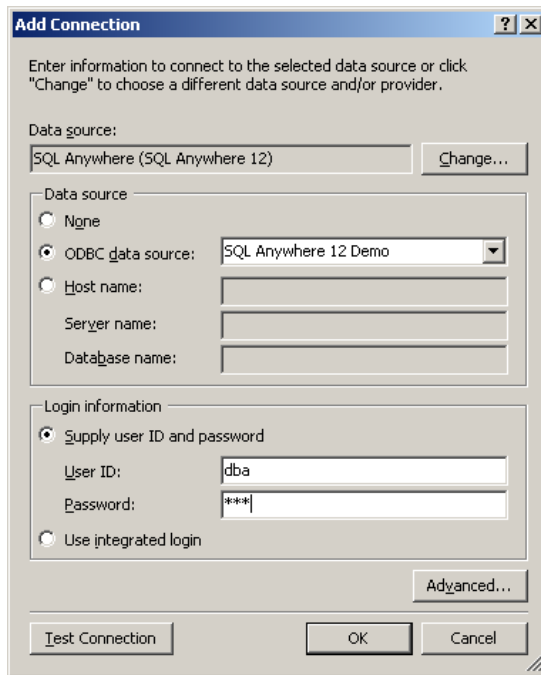 Add Connection
Enter information to connect to the selected data source or click
"Change" to choose a different data source and/or provider.
Data source:
SQL Anywhere (SQL Anywhere 12)
Change...
Data source
None
ODBC data source:
SQL Anywhere 12 Demo
Host name:
Server name:
Database name:
Login information
Supply user ID and password
User ID:
dba
Password:
***
Use integrated login
Advanced...
Test Connection
OK
Cancel